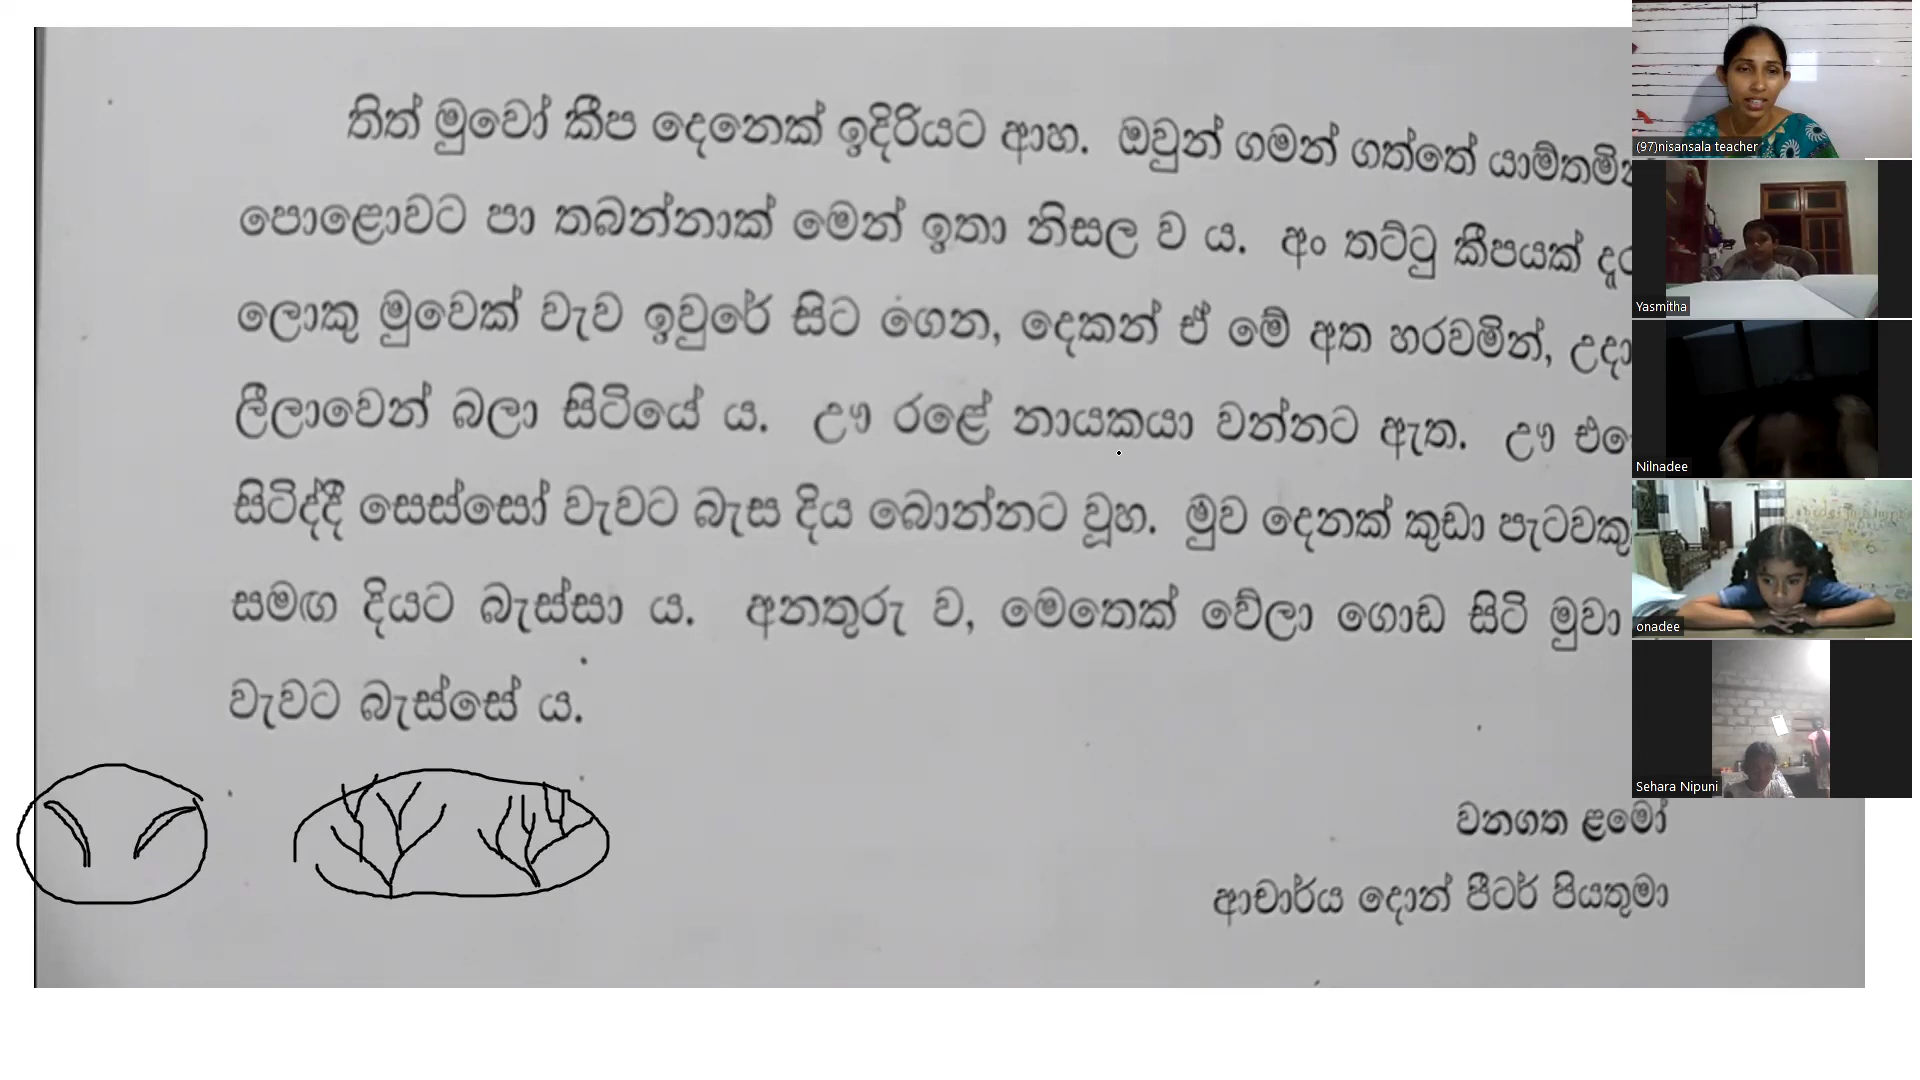 තිත් මුවෝ කීප දෙනෙක් ඉදිරියට ආහ. ඔවුන් ගමන් ගත්තේ
පොළොවට පා තබන්නාක් මෙන් ඉතා නිසල ව ය. අං තට්ටු කීපයක්
ලොකු මුවෙක් වැව ඉවුරේ සිට ගෙන, දෙකන් ඒ මේ අත හරවමින්,
ලීලාවෙන් බලා සිටියේ ය. ඌ රළේ නායකයා වන්නට ඇත. ඌ
සිටිද්දී සෙස්සෝ වැවට බැස දිය බොන්නට වූහ. මුව දෙනක් කුඩා
සමඟ දියට බැස්සා ය. අනතුරු ව, මෙතෙක් වේලා ගොඩ සිටි මුවා
වැවට බැස්සේ ය.
වනගත ළමෝ
ආචාර්ය දොන් පීටර් පියතුමා
(97)nisansala teacher
Yasmitha
Nilnadee
onadee
Sehara Nipuni